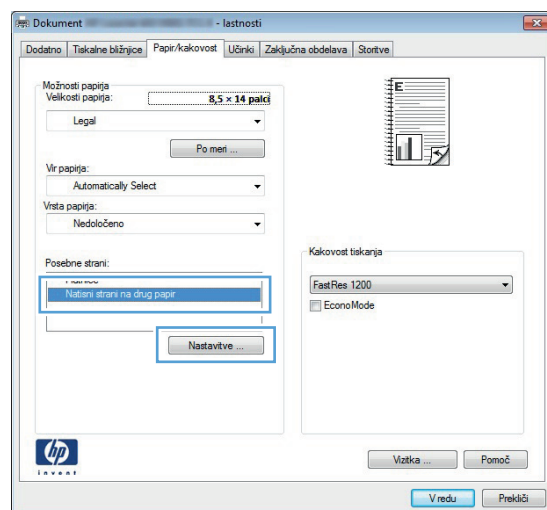 Dokument - lastnosti
Dodatno Tiskalne bližnjice Papir/kakovost Učinki Zaključna obdelava Storitve
Možnosti papirja
Velikosti papirja: 8,5 × 14 palci
Legal
Po meri ...
Vir papirja:
Automatically Select
Vrsta papirja:
Nedoločeno
Posebne strani:
Natisni strani na drug papir
Nastavitve ...
E
Kakovost tiskanja
FastRes 1200
EconoMode
hp
invent
Vizitka ... Pomoč
V redu Prekliči